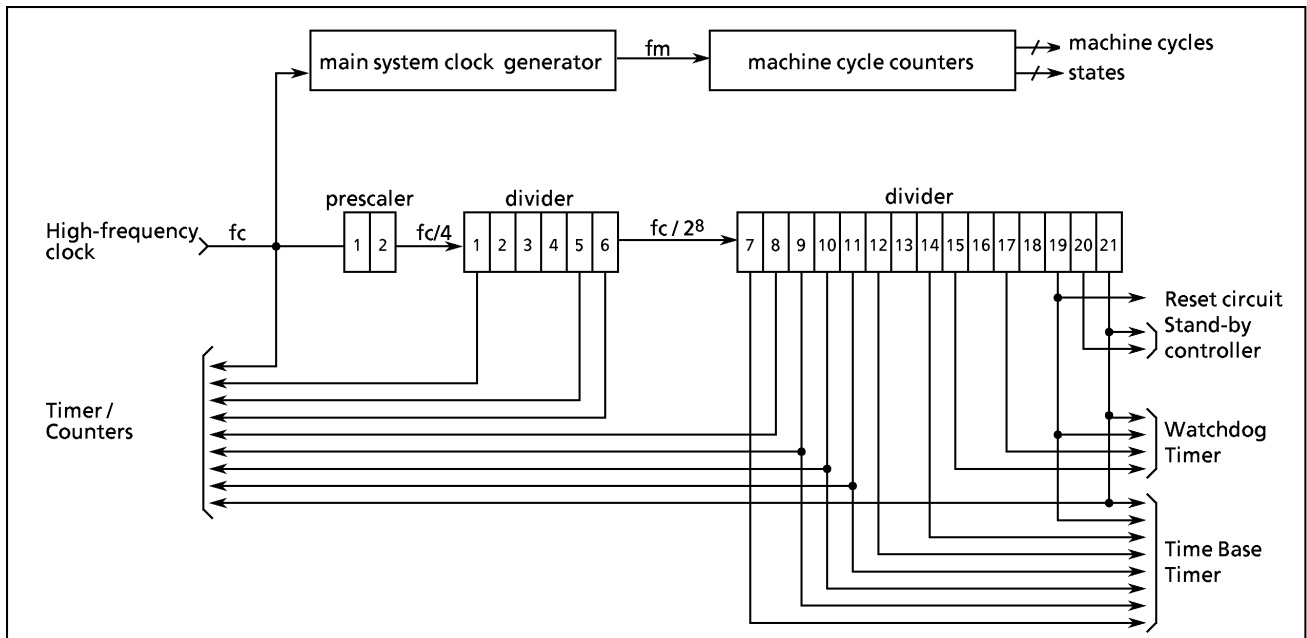 main system clock generator
fm
machine cycle counters
machine cycles
states
prescaler
divider
divider
High-frequency
clock
fc
1 2
fc/4
1 2 3 4 5 6
fc / 2⁸
7 8 9 10 11 12 13 14 15 16 17 18 19 20 21
Reset circuit
Stand-by
controller
Timer /
Counters
Watchdog
Timer
Time Base
Timer